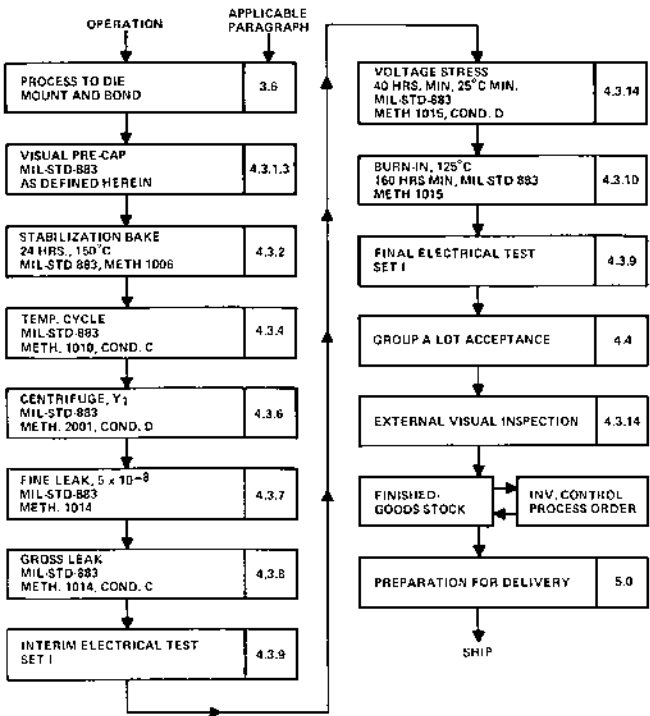 OPERATION
APPLICABLE
PARAGRAPH
PROCESS TO DIE
MOUNT AND BOND
3.6
VISUAL PRE-CAP
MIL-STD-883
AS DEFINED HEREIN
4.3.1.3
STABILIZATION BAKE
24 HRS., 150°C
MIL-STD 883, METH 1006
4.3.2
TEMP. CYCLE
MIL-STD-883
METH. 1010, COND. C
4.3.4
CENTRIFUGE, Y1
MIL-STD-883
METH. 2001, COND. D
4.3.6
FINE LEAK, 5 x 10−8
MIL-STD-883
METH. 1014
4.3.7
GROSS LEAK
MIL-STD-883
METH. 1014, COND. C
4.3.8
INTERIM ELECTRICAL TEST
SET I
4.3.9
VOLTAGE STRESS
40 HRS. MIN, 25°C MIN.
MIL-STD-883
METH 1015, COND. D
4.3.14
BURN-IN, 125°C
160 HRS MIN, MIL-STD 883
METH 1015
4.3.10
FINAL ELECTRICAL TEST
SET I
4.3.9
GROUP A LOT ACCEPTANCE
4.4
EXTERNAL VISUAL INSPECTION
4.3.14
FINISHED-
GOODS STOCK
INV. CONTROL
PROCESS ORDER
PREPARATION FOR DELIVERY
5.0
SHIP